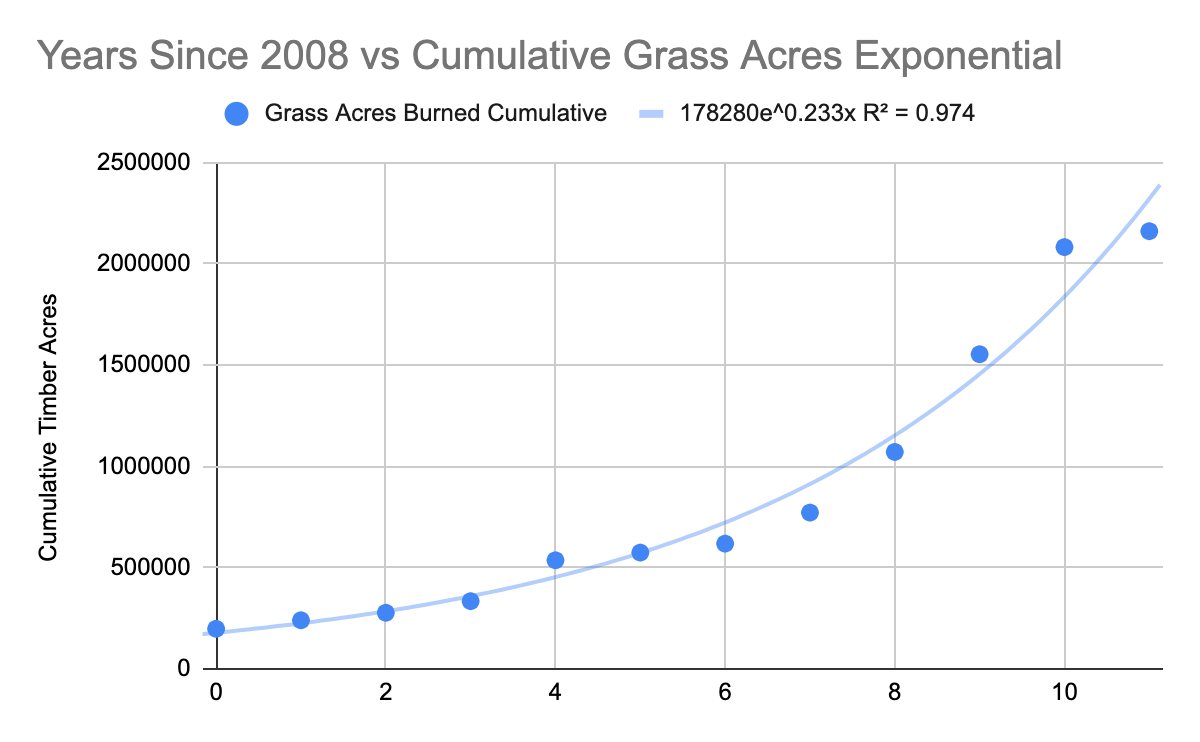 Years Since 2008 vs Cumulative Grass Acres Exponential
Grass Acres Burned Cumulative 178280e^0.233x R² = 0.974
Cumulative Timber Acres
2500000
2000000
1500000
1000000
500000
0
0 2 4 6 8 10